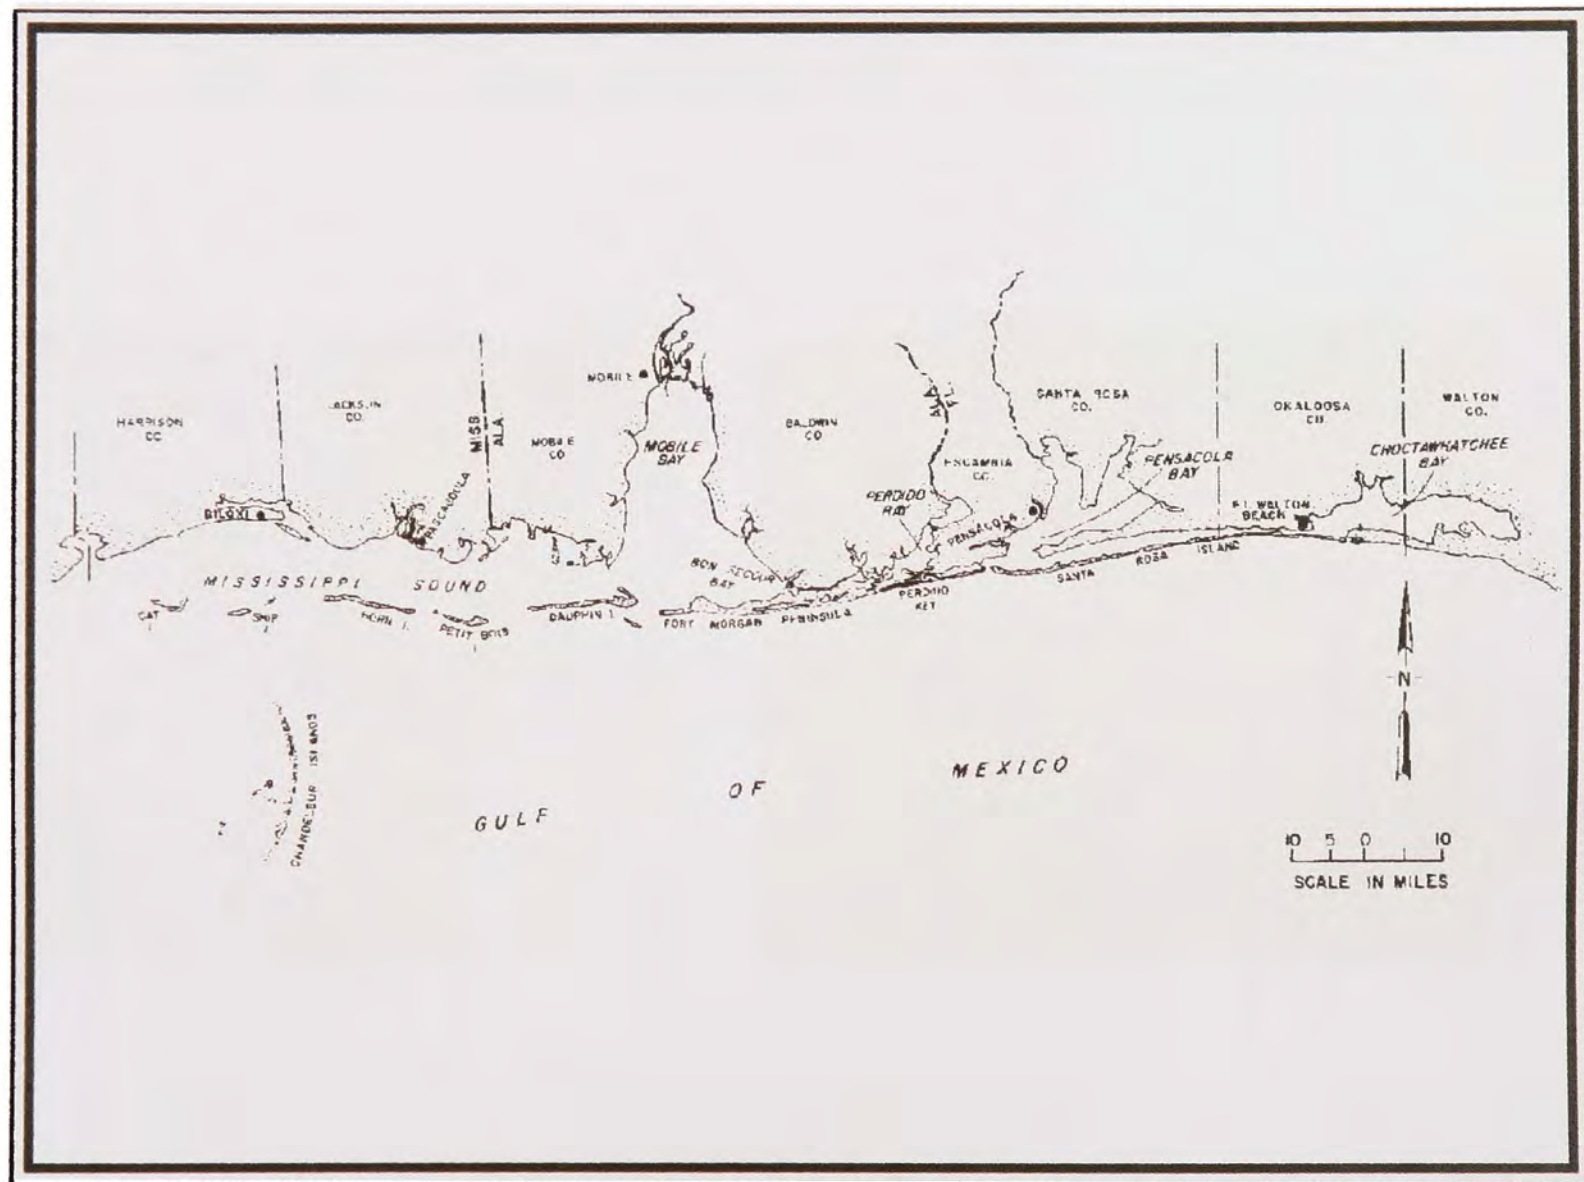 HARRISON
CO.
JACKSON
CO.
MISS
ALA.
MOBILE
MOBILE
CO
MOBILE
BAY
BALDWIN
CO
ALA
FL
ESCAMBIA
CO.
SANTA ROSA
CO.
PENSACOLA
BAY
OKALOOSA
CO
WALTON
CO.
CHOCTAWHATCHEE
BAY
BILOXI
PASCAGOULA
PERDIDO
BAY
PENSACOLA
FT. WALTON
BEACH
MISSISSIPPI SOUND
BON SECOUR
BAY
CAT
I
SHIP
I
HORN I.
PETIT BOIS
I
DAUPHIN I.
FORT MORGAN PENINSULA
PERDIDO
KEY
SANTA ROSA ISLAND
N
CHANDELEUR ISLANDS
GULF OF MEXICO
10 5 0 10
SCALE IN MILES